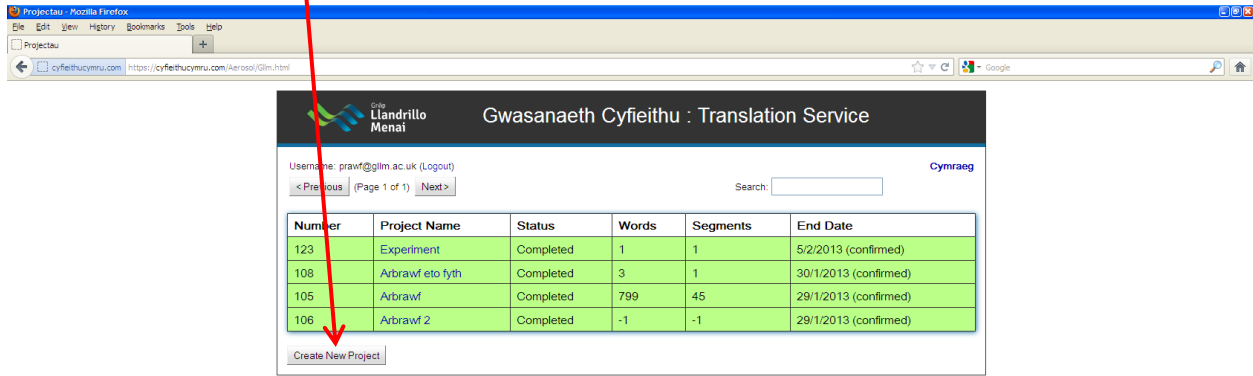 Projectau - Mozilla Firefox
File Edit View History Bookmarks Tools Help
Projectau +
cyfieithucymru.com https://cyfieithucymru.com/Aerosol/Gllm.html Google
Grŵp
Llandrillo
Menai
Gwasanaeth Cyfieithu : Translation Service
Username: prawf@gllm.ac.uk (Logout) Cymraeg
< Previous (Page 1 of 1) Next > Search:
Number Project Name Status Words Segments End Date
123 Experiment Completed 1 1 5/2/2013 (confirmed)
108 Arbrawf eto fyth Completed 3 1 30/1/2013 (confirmed)
105 Arbrawf Completed 799 45 29/1/2013 (confirmed)
106 Arbrawf 2 Completed -1 -1 29/1/2013 (confirmed)
Create New Project